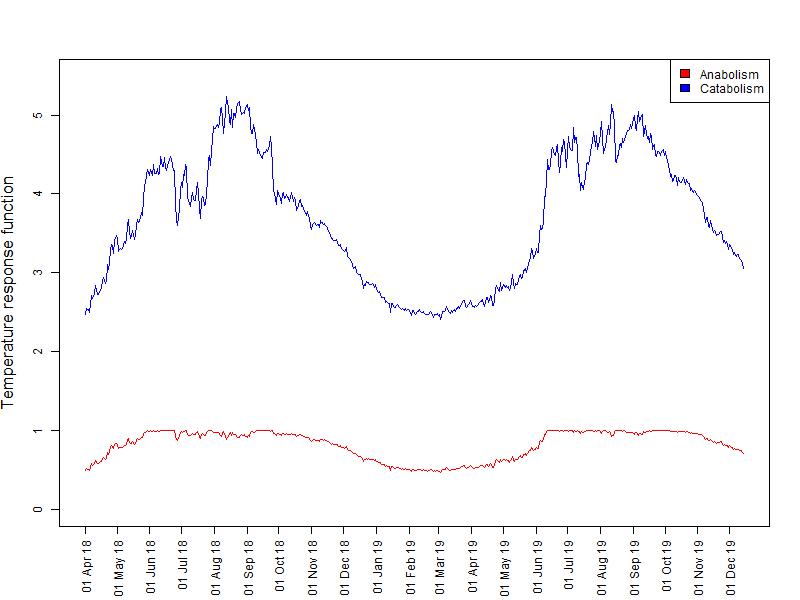 Anabolism
Catabolism
Temperature response function
5
4
3
2
1
0
01 Apr 18
01 May 18
01 Jun 18
01 Jul 18
01 Aug 18
01 Sep 18
01 Oct 18
01 Nov 18
01 Dec 18
01 Jan 19
01 Feb 19
01 Mar 19
01 Apr 19
01 May 19
01 Jun 19
01 Jul 19
01 Aug 19
01 Sep 19
01 Oct 19
01 Nov 19
01 Dec 19